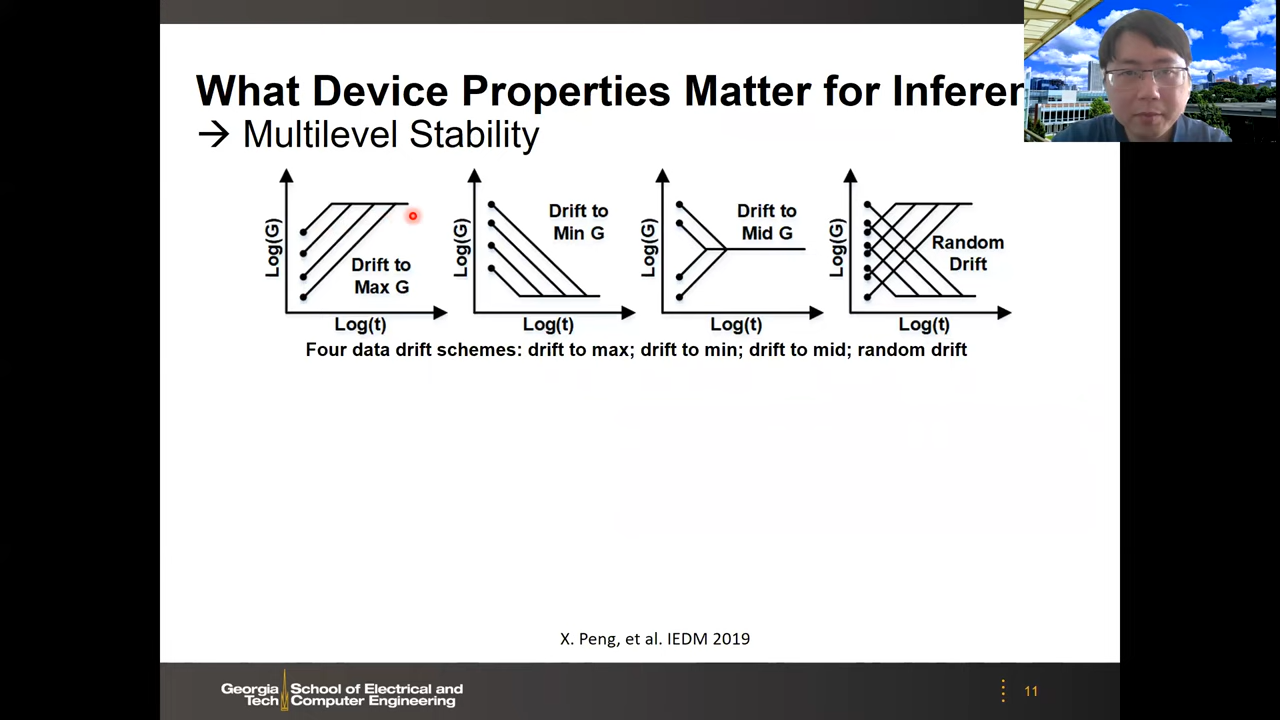 What Device Properties Matter for Inferen
→ Multilevel Stability
Log(G)
Drift to
Max G
Log(t)
Log(G)
Drift to
Min G
Log(t)
Log(G)
Drift to
Mid G
Log(t)
Log(G)
Random
Drift
Log(t)
Four data drift schemes: drift to max; drift to min; drift to mid; random drift
X. Peng, et al. IEDM 2019
Georgia
Tech
School of Electrical and
Computer Engineering
11